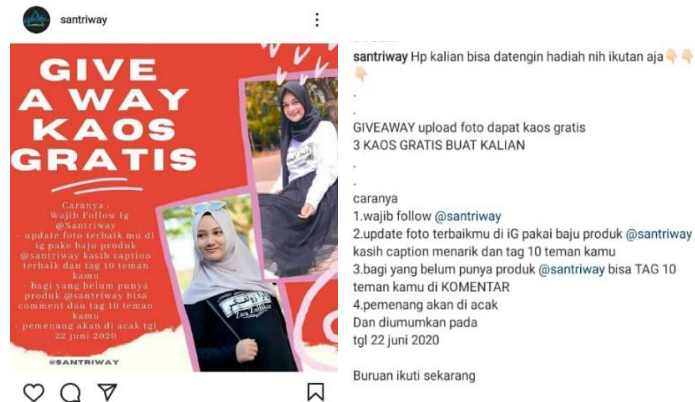 santriway
GIVE
A WAY
KAOS
GRATIS
Caranya :
- Wajib Follow Ig
@Santriway
- update foto terbaik mu di
ig pake baju produk
@santriway kasih caption
terbaik dan tag 10 teman
kamu
- bagi yang belum punya
produk @santriway bisa
comment dan tag 10 teman
kamu
- pemenang akan di acak tgl
22 juni 2020
@SANTRIWAY
santriway Hp kalian bisa datengin hadiah nih ikutan aja👇🏻👇🏻
👇🏻
.
.
GIVEAWAY upload foto dapat kaos gratis
3 KAOS GRATIS BUAT KALIAN
.
.
caranya
1.wajib follow @santriway
2.update foto terbaikmu di iG pakai baju produk @santriway
kasih caption menarik dan tag 10 teman kamu
3.bagi yang belum punya produk @santriway bisa TAG 10
teman kamu di KOMENTAR
4.pemenang akan di acak
Dan diumumkan pada
tgl 22 juni 2020
Buruan ikuti sekarang